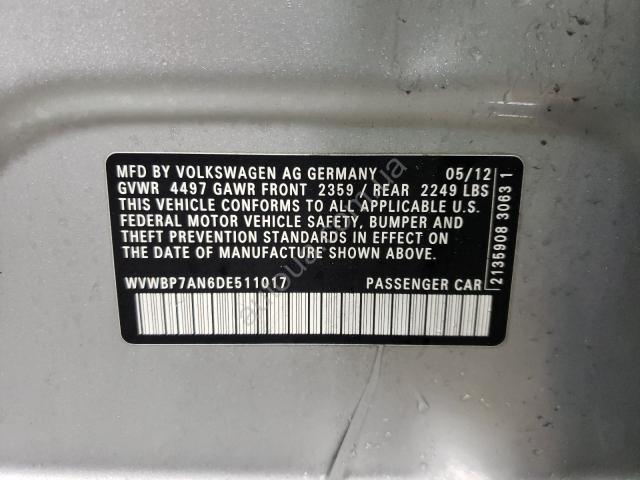 MFD BY VOLKSWAGEN AG GERMANY 05/12
GVWR 4497 GAWR FRONT 2359 / REAR 2249 LBS
THIS VEHICLE CONFORMS TO ALL APPLICABLE U.S.
FEDERAL MOTOR VEHICLE SAFETY, BUMPER AND
THEFT PREVENTION STANDARDS IN EFFECT ON
THE DATE OF MANUFACTURE SHOWN ABOVE.
WVWBP7AN6DE511017 PASSENGER CAR
2135908 3063 1